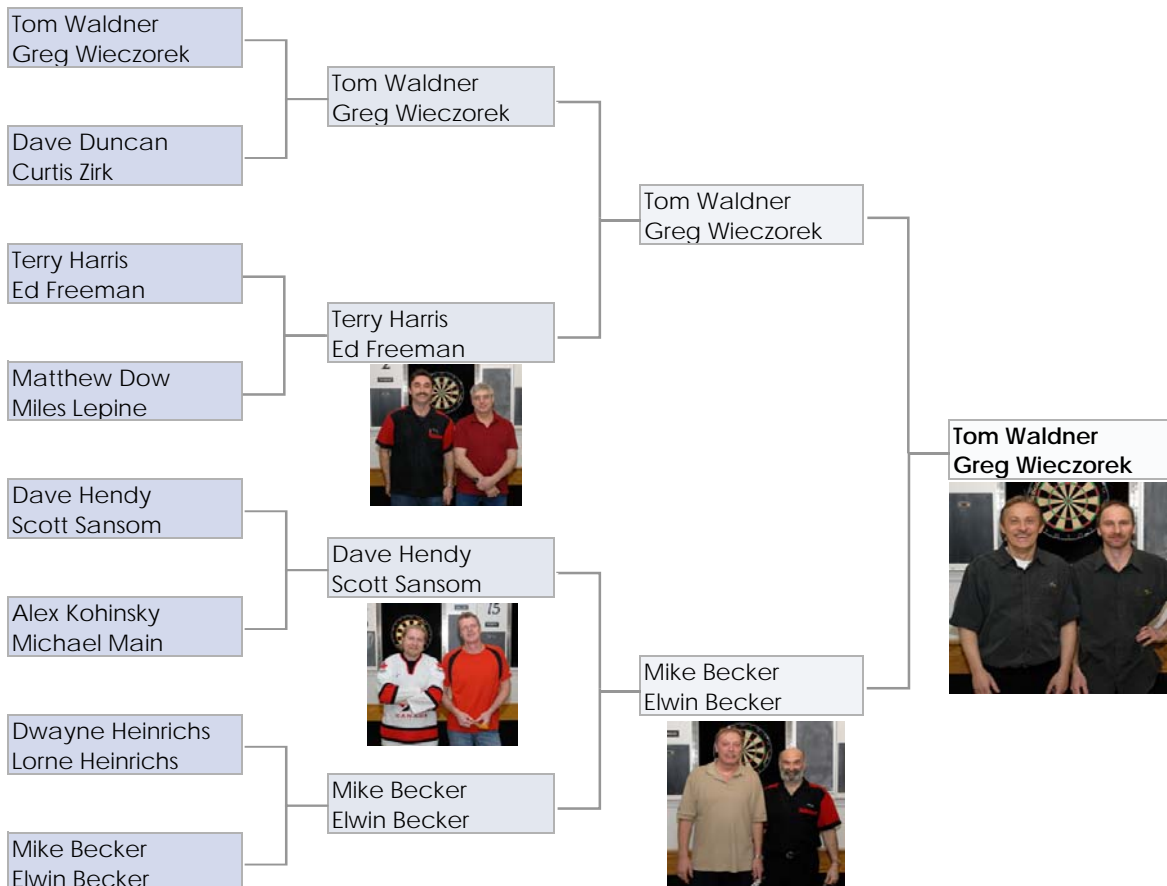 Tom Waldner
Greg Wieczorek
Dave Duncan
Curtis Zirk
Terry Harris
Ed Freeman
Matthew Dow
Miles Lepine
Dave Hendy
Scott Sansom
Alex Kohinsky
Michael Main
Dwayne Heinrichs
Lorne Heinrichs
Mike Becker
Elwin Becker
Tom Waldner
Greg Wieczorek
Terry Harris
Ed Freeman
2
Dave Hendy
Scott Sansom
15
CANADA
Mike Becker
Elwin Becker
Tom Waldner
Greg Wieczorek
Mike Becker
Elwin Becker
Tom Waldner
Greg Wieczorek